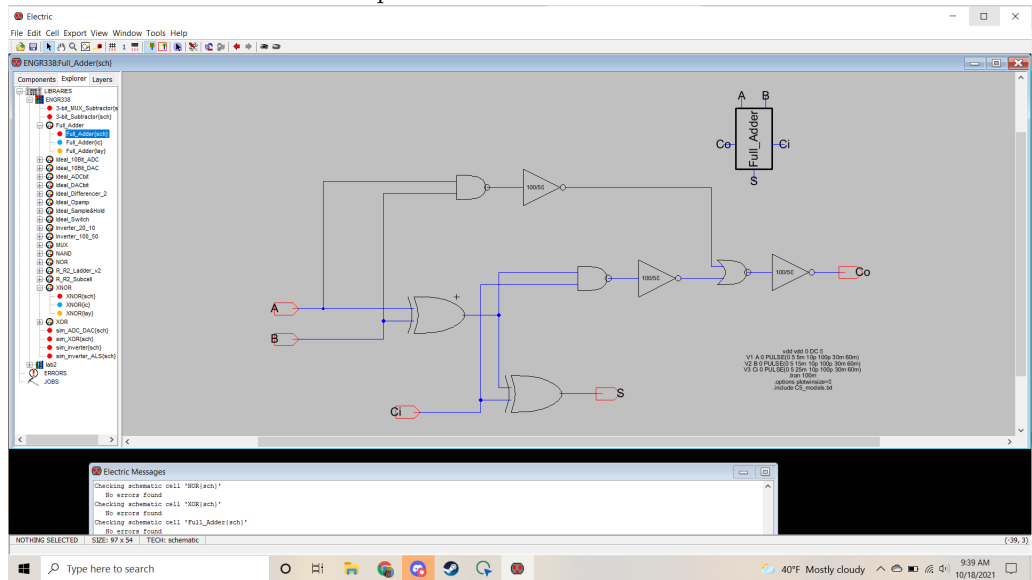 Electric
File Edit Cell Export View Window Tools Help
ENGR338:Full_Adder{sch}
Components Explorer Layers
LIBRARIES
ENGR338
3-bit_MUX_Subtractor{s
3-bit_Subtractor{sch}
Full_Adder
Full_Adder{sch}
Full_Adder{ic}
Full_Adder{lay}
Ideal_10Bit_ADC
Ideal_10Bit_DAC
Ideal_ADCbit
Ideal_DACbit
Ideal_Differencer_2
Ideal_Opamp
Ideal_Sample&Hold
Ideal_Switch
Inverter_20_10
Inverter_100_50
MUX
NAND
NOR
R_R2_Ladder_v2
R_R2_Subcell
XNOR
XNOR{sch}
XNOR{ic}
XNOR{lay}
XOR
sim_ADC_DAC{sch}
sim_XOR{sch}
sim_inverter{sch}
sim_inverter_ALS{sch}
lab2
ERRORS
JOBS
A B
Full_Adder
Co Ci
S
100/50
100/50
100/50
Co
A
B
S
Ci
vdd vdd 0 DC 5
V1 A 0 PULSE(0 5 5m 10p 100p 30m 60m)
V2 B 0 PULSE(0 5 15m 10p 100p 30m 60m)
V3 Ci 0 PULSE(0 5 25m 10p 100p 30m 60m)
.tran 100m
.options plotwinsize=0
.include C5_models.txt
Electric Messages
Checking schematic cell 'NOR{sch}'
No errors found
Checking schematic cell 'XOR{sch}'
No errors found
Checking schematic cell 'Full_Adder{sch}'
No errors found
NOTHING SELECTED SIZE: 97 x 54 TECH: schematic (-39, 3)
Type here to search
40°F Mostly cloudy
9:39 AM
10/18/2021